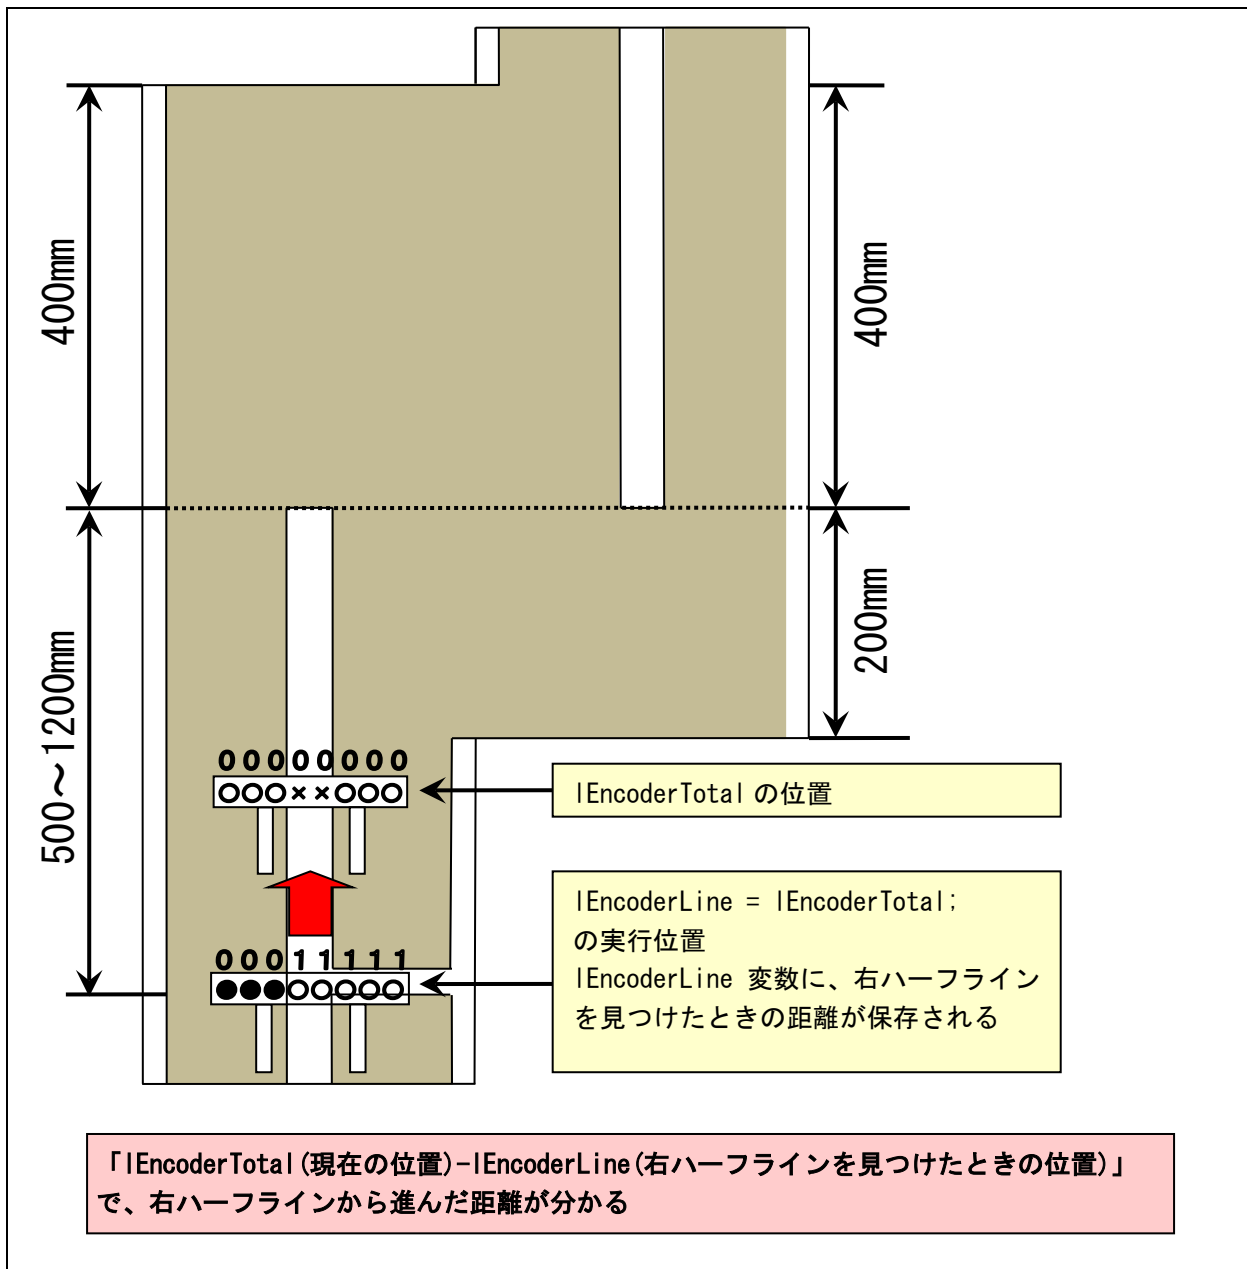 400mm
400mm
500～1200mm
200mm
00000000
○○○××○○○
lEncoderTotal の位置
00011111
●●●○○○○○
lEncoderLine = lEncoderTotal;
の実行位置
lEncoderLine 変数に、右ハーフライン
を見つけたときの距離が保存される
「lEncoderTotal(現在の位置)-lEncoderLine(右ハーフラインを見つけたときの位置)」
で、右ハーフラインから進んだ距離が分かる